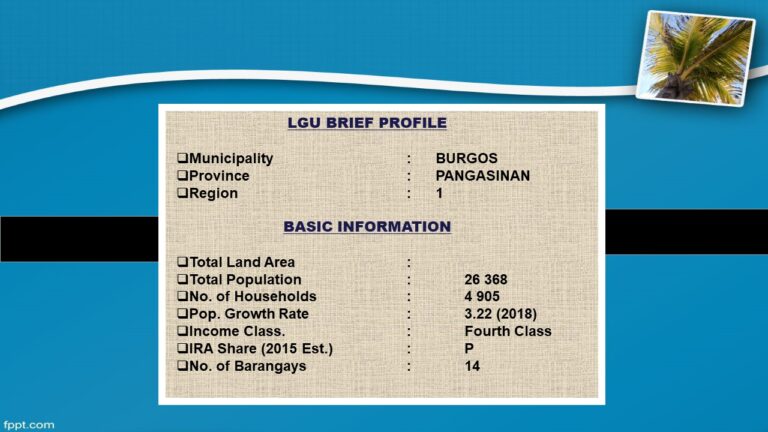 LGU BRIEF PROFILE
❑Municipality : BURGOS
❑Province : PANGASINAN
❑Region : 1
BASIC INFORMATION
❑Total Land Area :
❑Total Population : 26 368
❑No. of Households : 4 905
❑Pop. Growth Rate : 3.22 (2018)
❑Income Class. : Fourth Class
❑IRA Share (2015 Est.) : P
❑No. of Barangays : 14
fppt.com